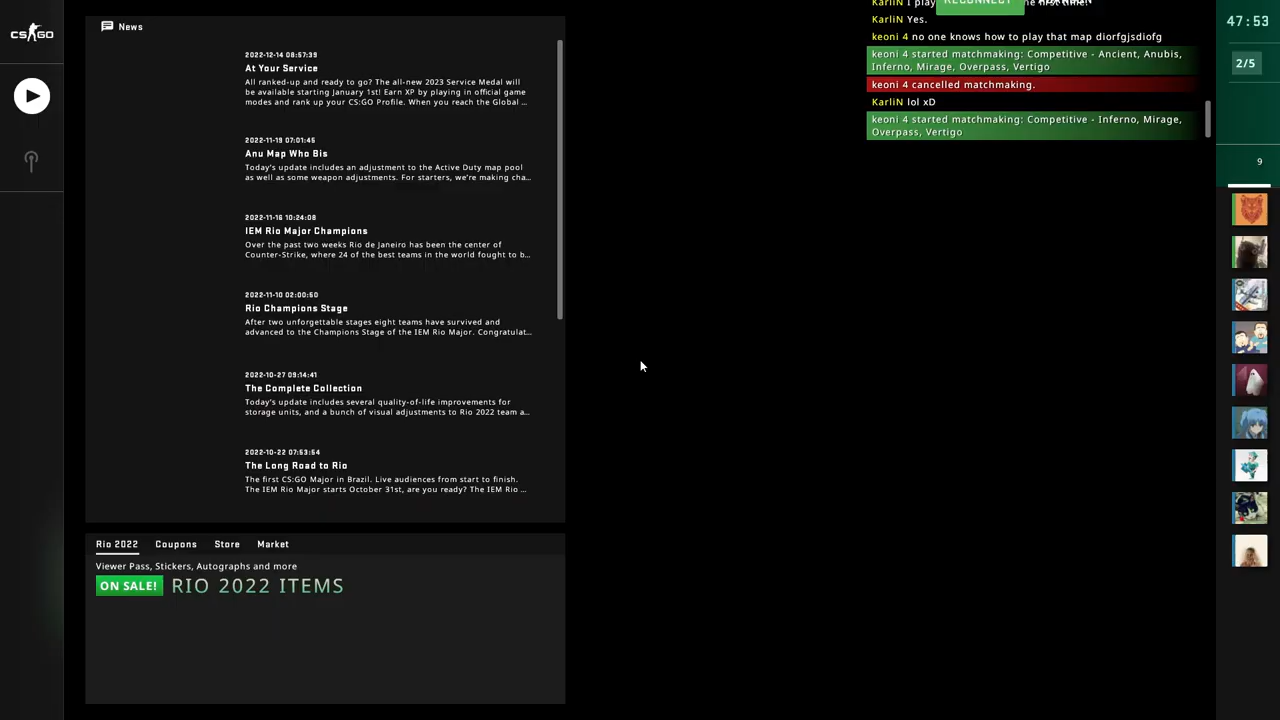 CS GO
News
2022-12-14 08:57:39
At Your Service
All ranked-up and ready to go? The all-new 2023 Service Medal will
be available starting January 1st! Earn XP by playing in official game
modes and rank up your CS:GO Profile. When you reach the Global ...
2022-11-19 07:01:45
Anu Map Who Bis
Today's update includes an adjustment to the Active Duty map pool
as well as some weapon adjustments. For starters, we're making cha...
2022-11-16 10:24:08
IEM Rio Major Champions
Over the past two weeks Rio de Janeiro has been the center of
Counter-Strike, where 24 of the best teams in the world fought to b...
2022-11-10 02:00:50
Rio Champions Stage
After two unforgettable stages eight teams have survived and
advanced to the Champions Stage of the IEM Rio Major. Congratulat...
2022-10-27 09:14:41
The Complete Collection
Today's update includes several quality-of-life improvements for
storage units, and a bunch of visual adjustments to Rio 2022 team a...
2022-10-22 07:53:54
The Long Road to Rio
The first CS:GO Major in Brazil. Live audiences from start to finish.
The IEM Rio Major starts October 31st, are you ready? The IEM Rio ...
Rio 2022 Coupons Store Market
Viewer Pass, Stickers, Autographs and more
ON SALE! RIO 2022 ITEMS
RECONNECT
KarliN I play e first time.
KarliN Yes.
keoni 4 no one knows how to play that map diorfgjsdiofg
keoni 4 started matchmaking: Competitive - Ancient, Anubis,
Inferno, Mirage, Overpass, Vertigo
keoni 4 cancelled matchmaking.
KarliN lol xD
keoni 4 started matchmaking: Competitive - Inferno, Mirage,
Overpass, Vertigo
47:53
2/5
9